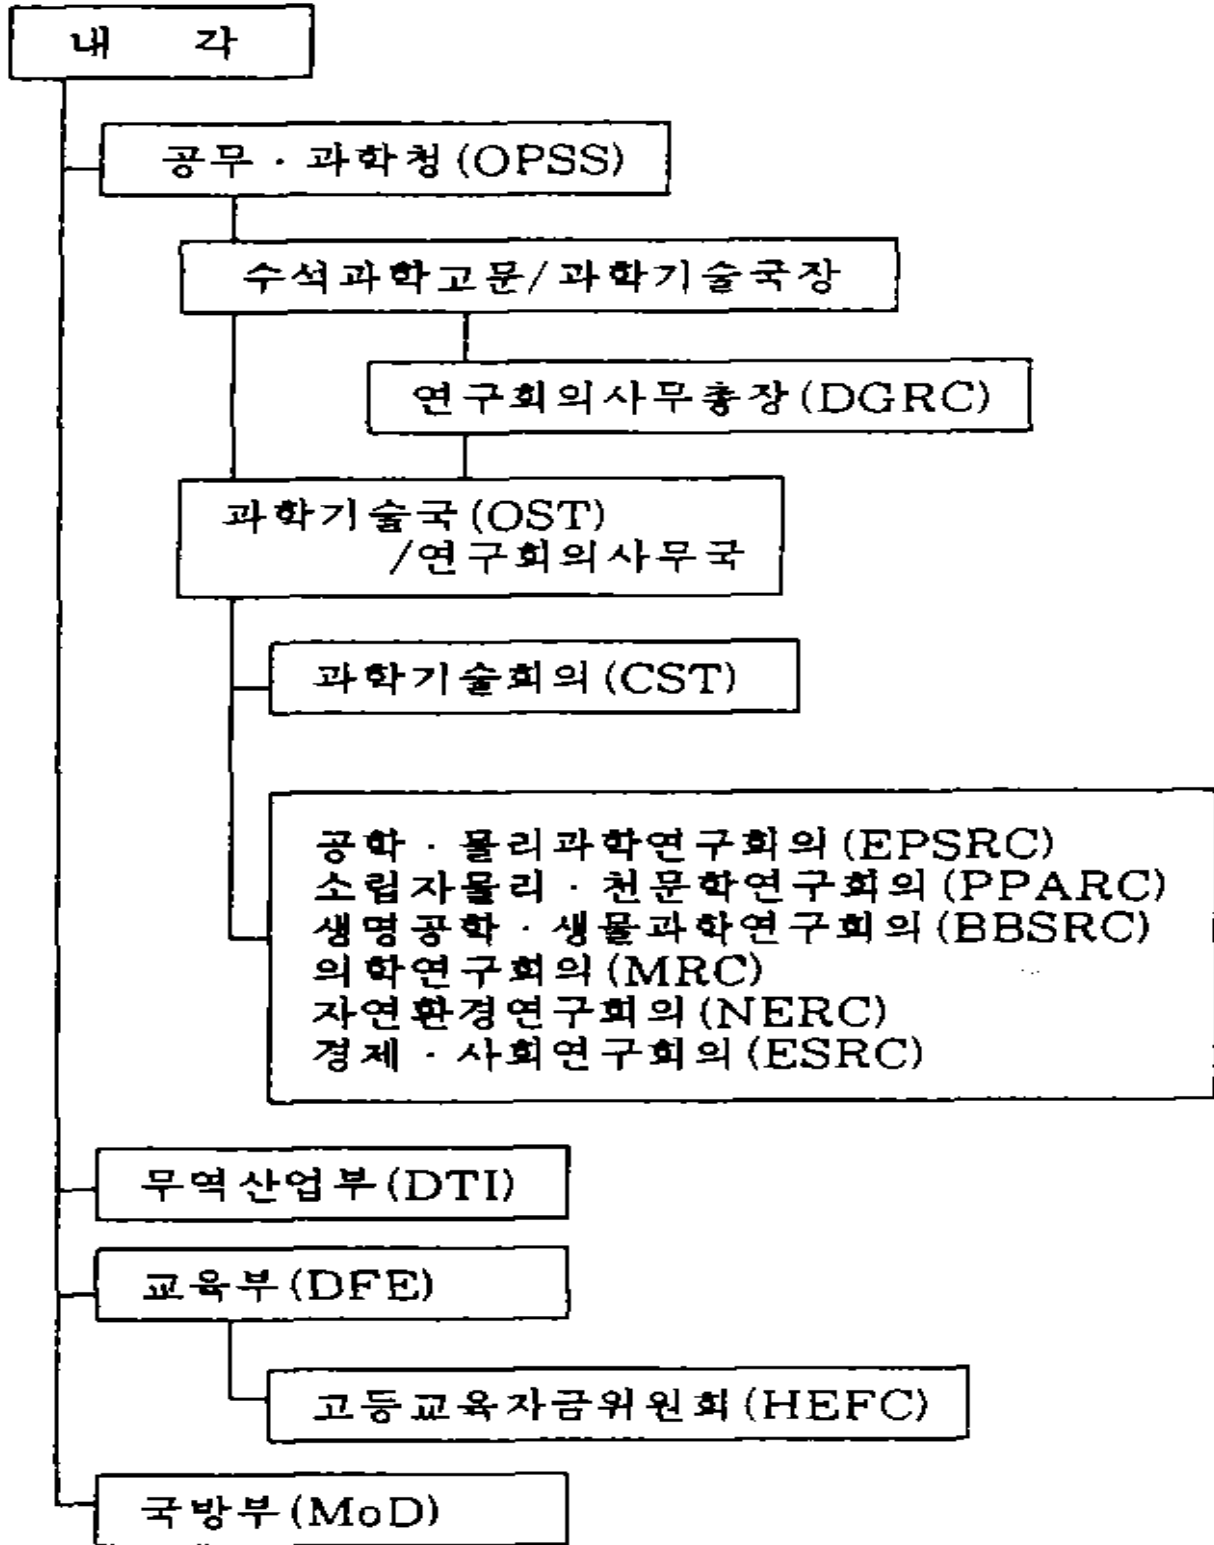 내 각
공무 · 과학청(OPSS)
수석과학고문/과학기술국장
연구회의사무총장(DGRC)
과학기술국(OST)
/연구회의사무국
과학기술회의(CST)
공학 · 물리과학연구회의(EPSRC)
소립자물리 · 천문학연구회의(PPARC)
생명공학 · 생물과학연구회의(BBSRC)
의학연구회의(MRC)
자연환경연구회의(NERC)
경제 · 사회연구회의(ESRC)
무역산업부(DTI)
교육부(DFE)
고등교육자금위원회(HEFC)
국방부(MoD)